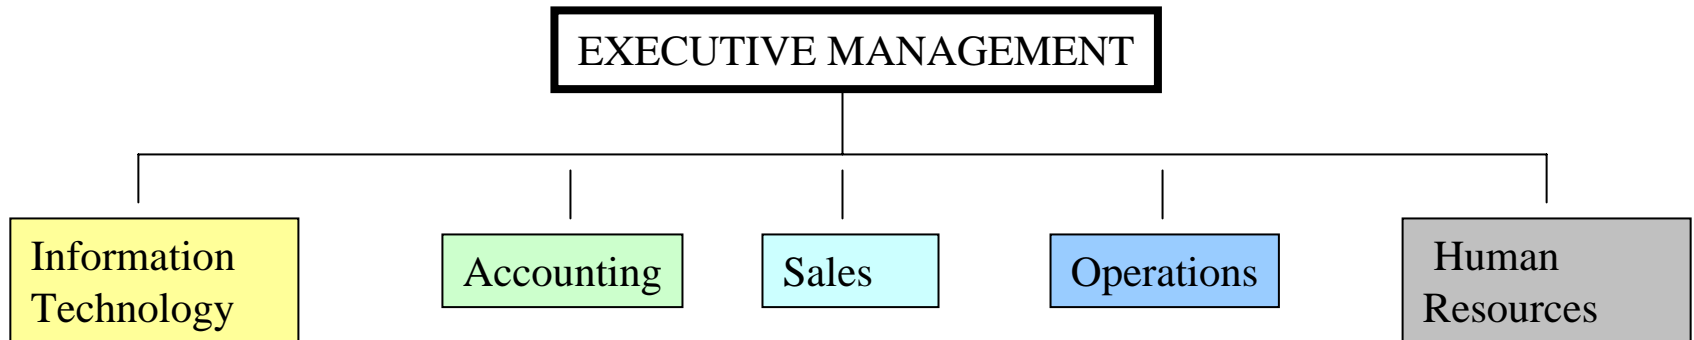 EXECUTIVE MANAGEMENT
Information
Technology
Accounting
Sales
Operations
Human
Resources